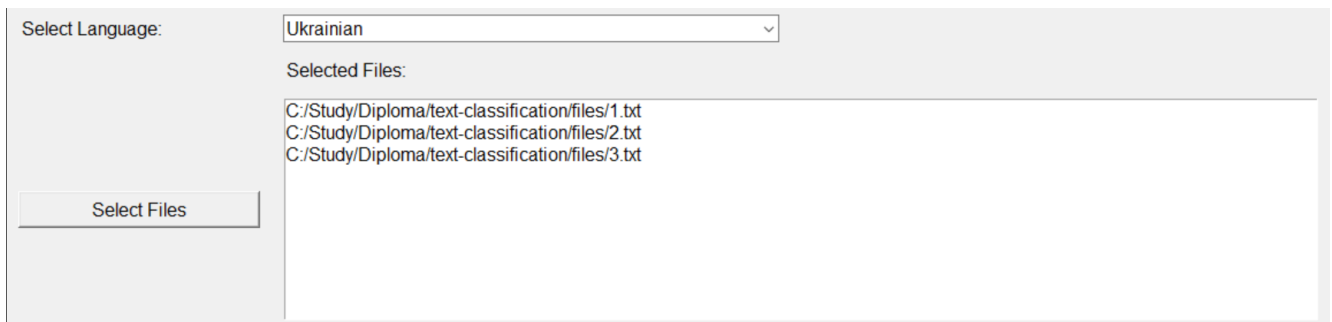 Select Language:
Ukrainian
Selected Files:
C:/Study/Diploma/text-classification/files/1.txt
C:/Study/Diploma/text-classification/files/2.txt
C:/Study/Diploma/text-classification/files/3.txt
Select Files